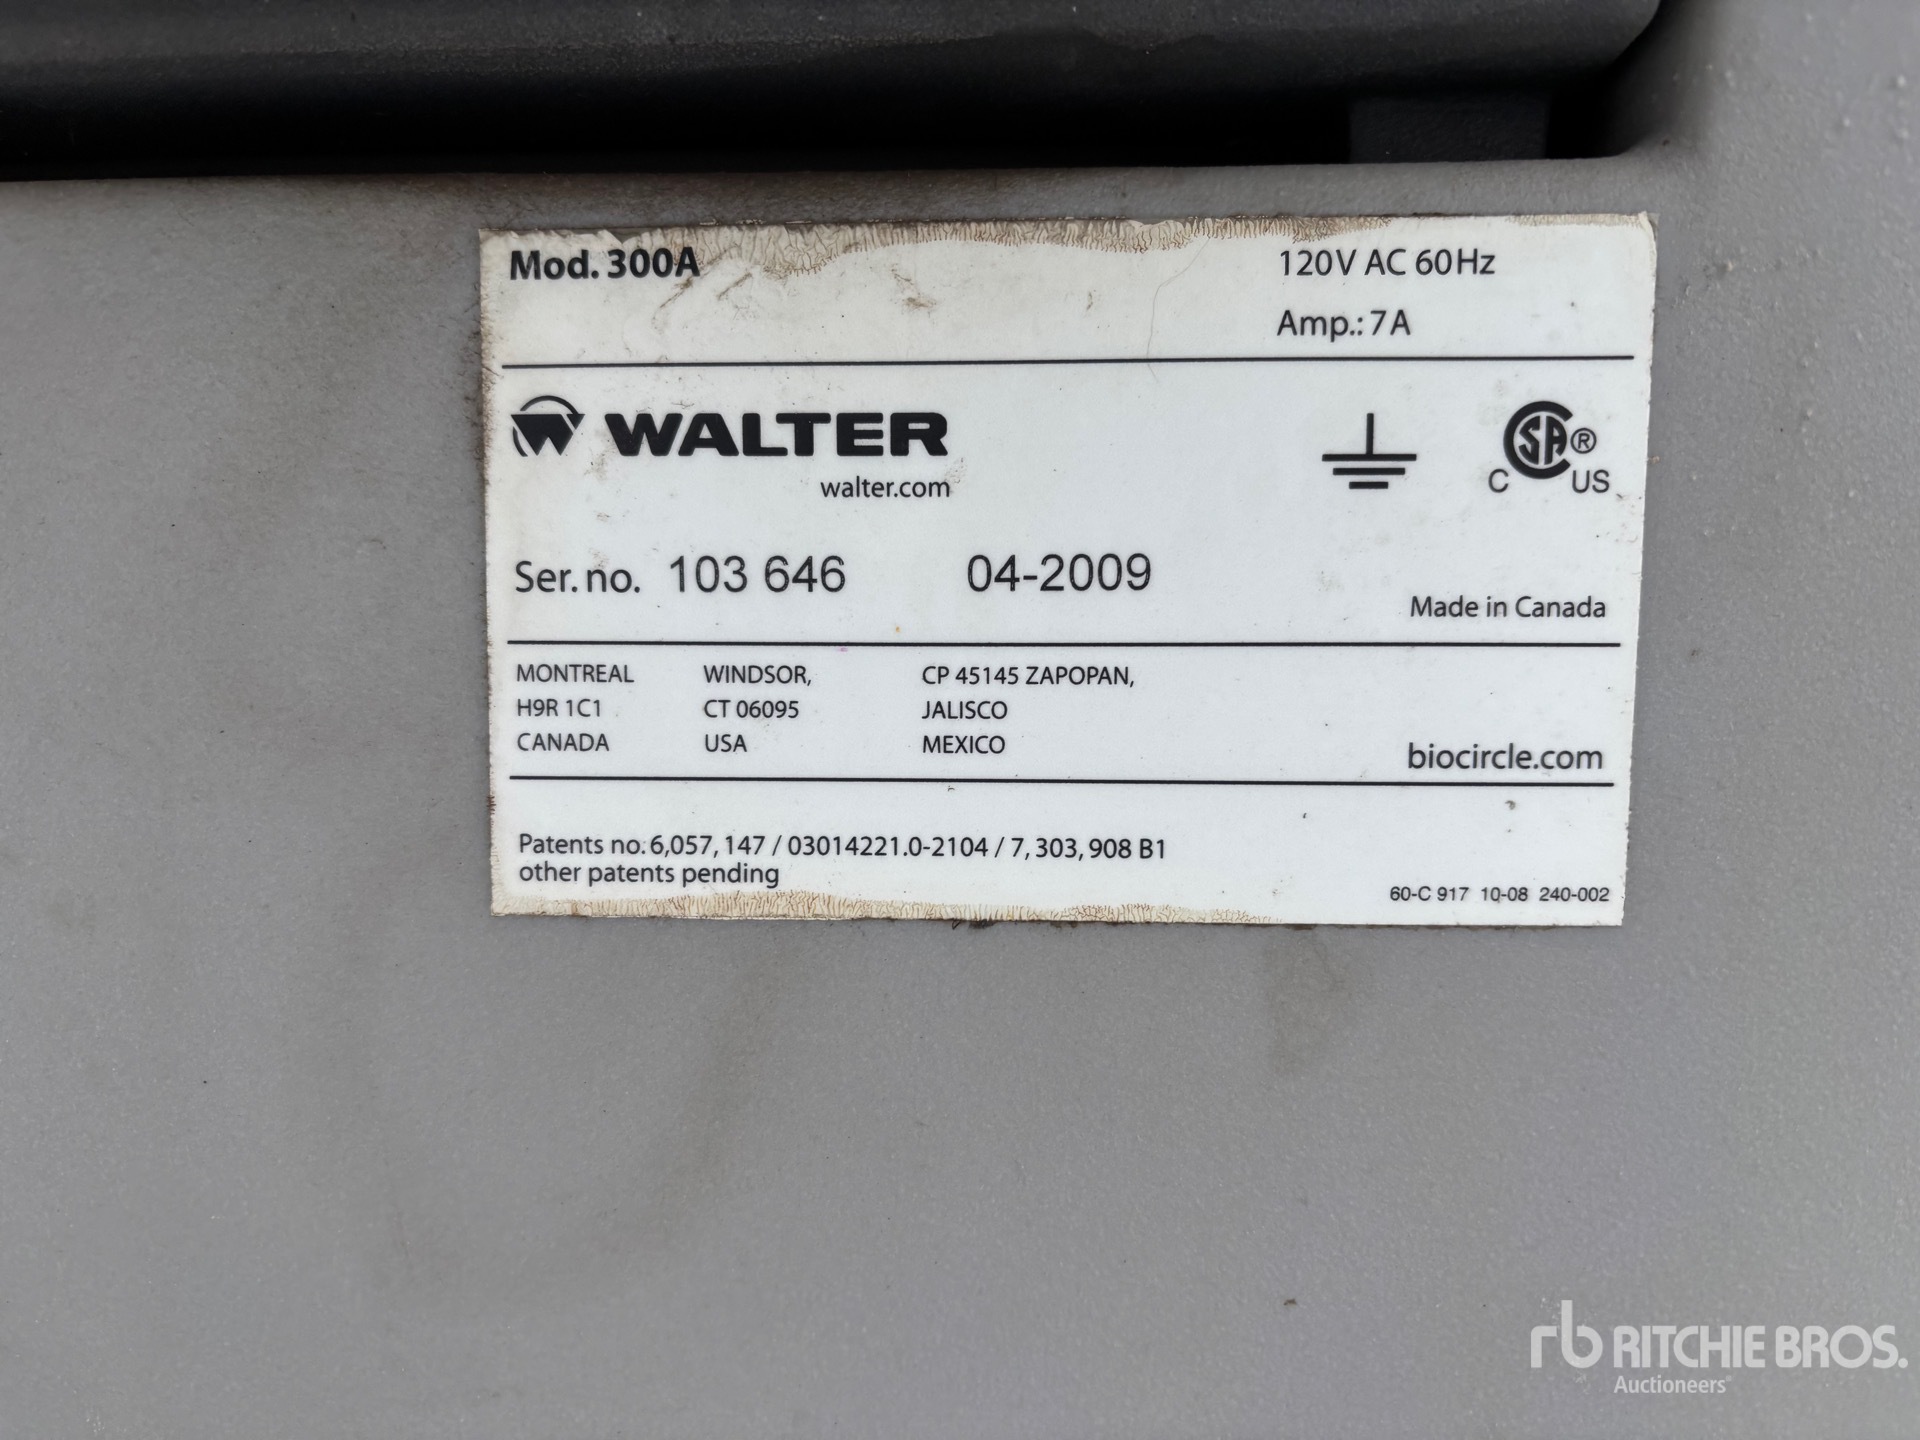 Mod. 300A 120V AC 60Hz
Amp.: 7A
WALTER
walter.com
CSA® C US
Ser. no. 103 646 04-2009
Made in Canada
MONTREAL WINDSOR, CP 45145 ZAPOPAN,
H9R 1C1 CT 06095 JALISCO
CANADA USA MEXICO
biocircle.com
Patents no. 6,057,147 / 03014221.0-2104 / 7,303,908 B1
other patents pending
60-C 917 10-08 240-002
rb RITCHIE BROS.
Auctioneers